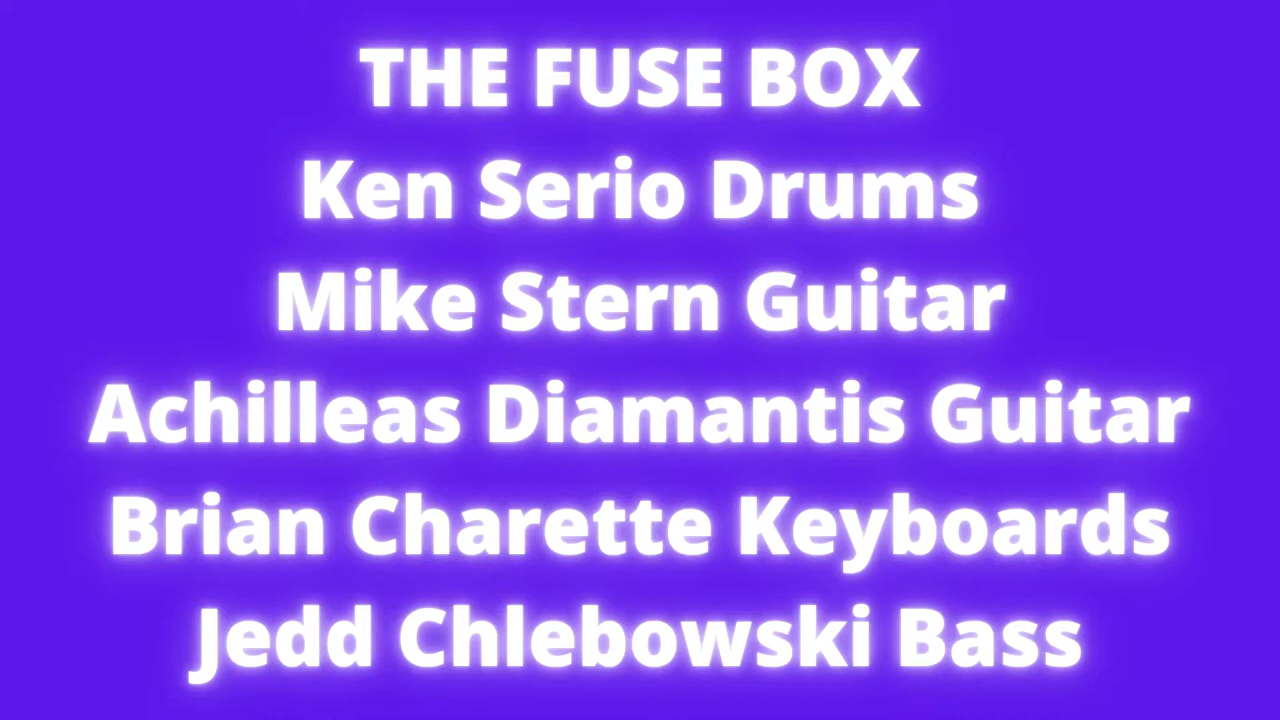 THE FUSE BOX
Ken Serio Drums
Mike Stern Guitar
Achilleas Diamantis Guitar
Brian Charette Keyboards
Jedd Chlebowski Bass